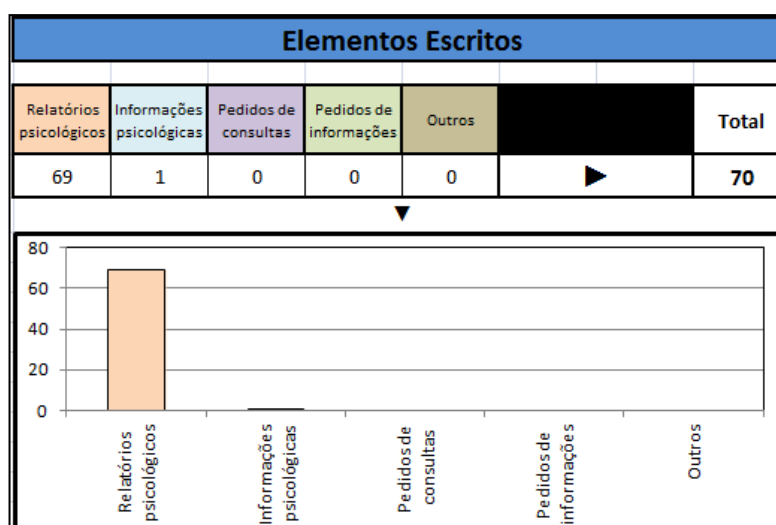 Elementos Escritos
Relatórios psicológicos Informações psicológicas Pedidos de consultas Pedidos de informações Outros Total
69 1 0 0 0 ► 70
▼
80
60
40
20
0
Relatórios psicológicos
Informações psicológicas
Pedidos de consultas
Pedidos de informações
Outros